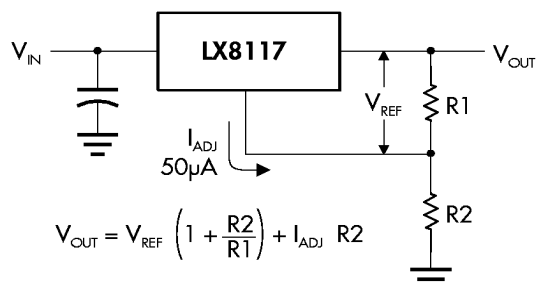 V_IN
LX8117
V_OUT
V_REF
R1
I_ADJ
50µA
R2
V_OUT = V_REF (1 + R2/R1) + I_ADJ R2